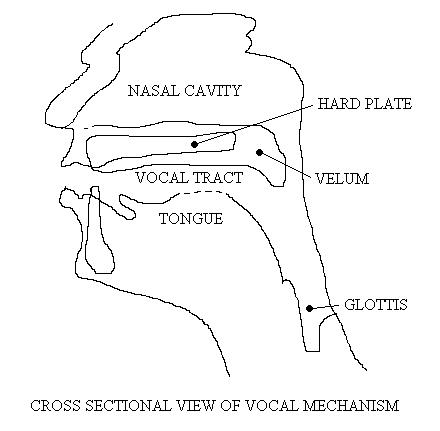 NASAL CAVITY
HARD PLATE
VOCAL TRACT
VELUM
TONGUE
GLOTTIS
CROSS SECTIONAL VIEW OF VOCAL MECHANISM